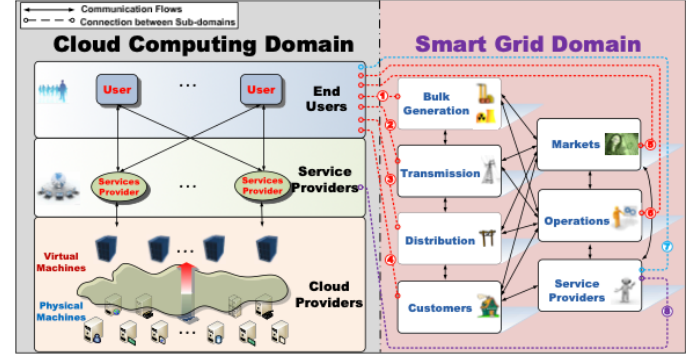 Communication Flows
Connection between Sub-domains
Cloud Computing Domain
Smart Grid Domain
User
...
User
End
Users
Services
Provider
...
Services
Provider
Service
Providers
Virtual
Machines
...
Physical
Machines
...
Cloud
Providers
1
2
3
4
Bulk
Generation
Transmission
Distribution
Customers
Markets
Operations
Service
Providers
5
6
7
8